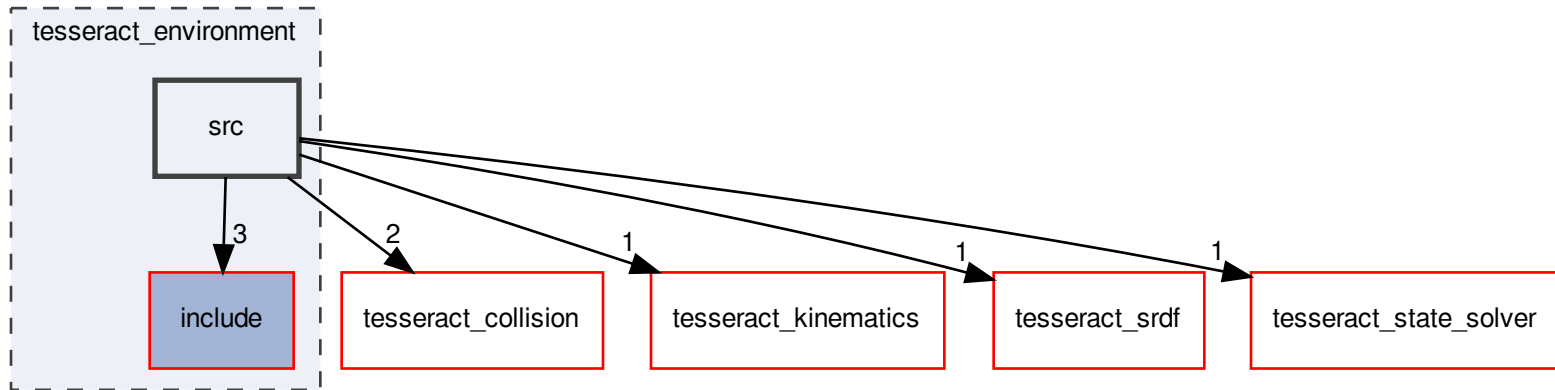 tesseract_environment
src
3
2
1
1
1
include
tesseract_collision
tesseract_kinematics
tesseract_srdf
tesseract_state_solver